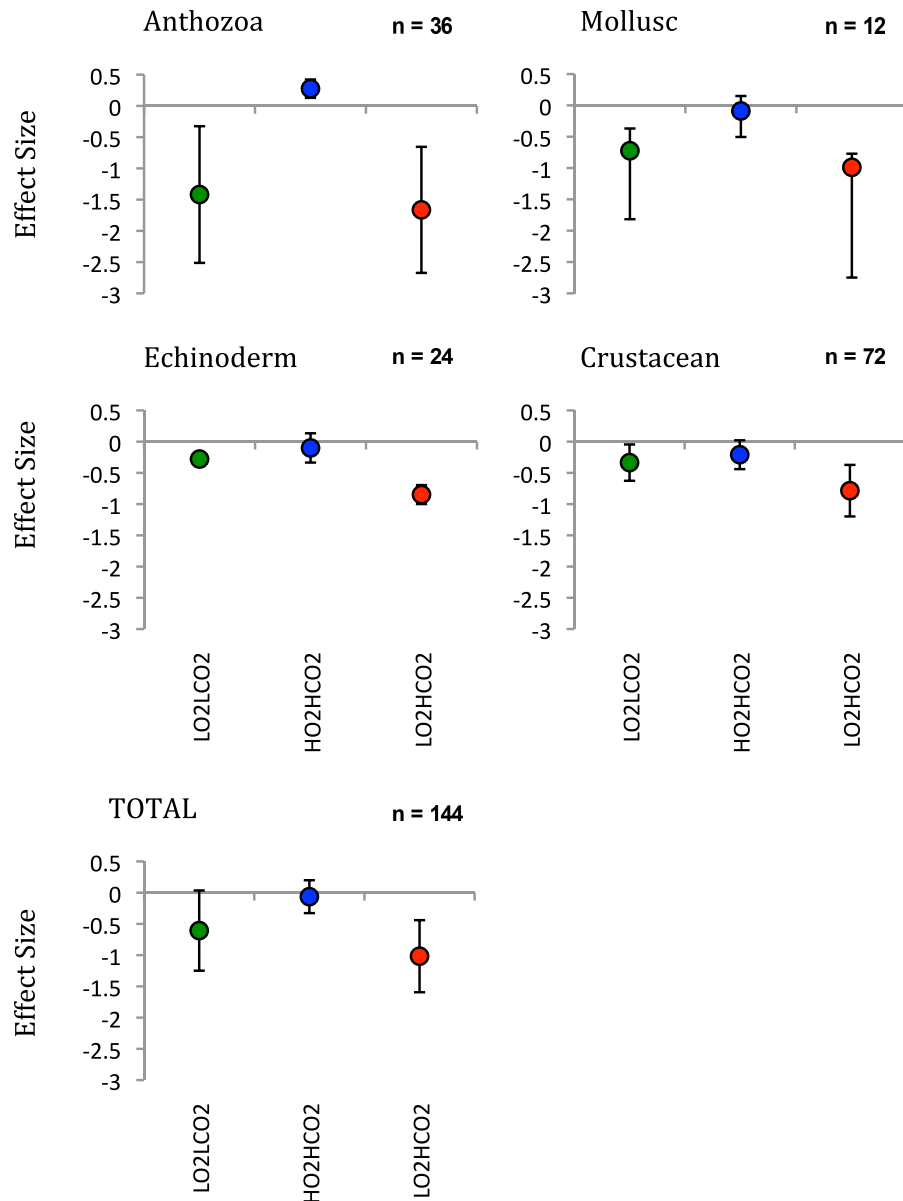 Anthozoa n = 36
Mollusc n = 12
Effect Size
0.5
0
-0.5
-1
-1.5
-2
-2.5
-3
0.5
0
-0.5
-1
-1.5
-2
-2.5
-3
Echinoderm n = 24
Crustacean n = 72
Effect Size
0.5
0
-0.5
-1
-1.5
-2
-2.5
-3
LO2LCO2
HO2HCO2
LO2HCO2
0.5
0
-0.5
-1
-1.5
-2
-2.5
-3
LO2LCO2
HO2HCO2
LO2HCO2
TOTAL n = 144
Effect Size
0.5
0
-0.5
-1
-1.5
-2
-2.5
-3
LO2LCO2
HO2HCO2
LO2HCO2